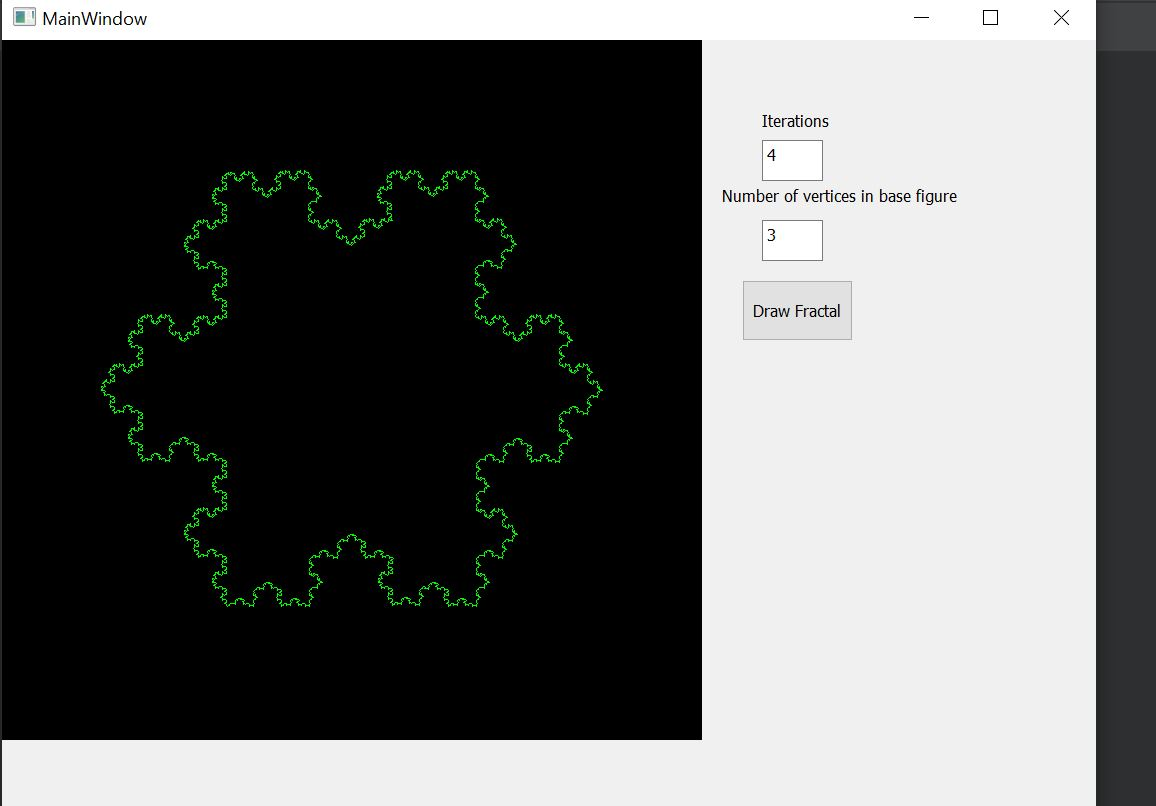 MainWindow
Iterations
4
Number of vertices in base figure
3
Draw Fractal